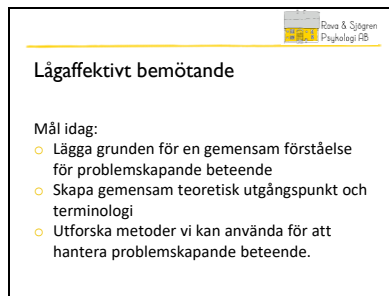 Rova & Sjögren
Psykologi AB
Lågaffektivt bemötande
Mål idag:
Lägga grunden för en gemensam förståelse
för problemskapande beteende
Skapa gemensam teoretisk utgångspunkt och
terminologi
Utforska metoder vi kan använda för att
hantera problemskapande beteende.